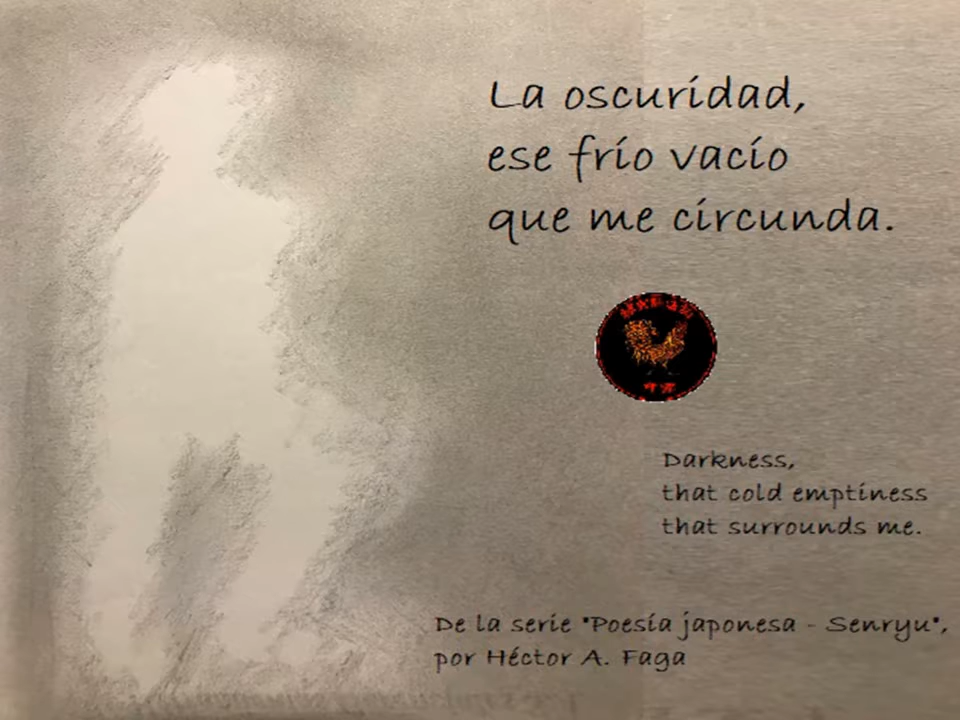 La oscuridad,
ese frío vacío
que me circunda.
Darkness,
that cold emptiness
that surrounds me.
De la serie "Poesía japonesa - Senryu",
por Héctor A. Faga